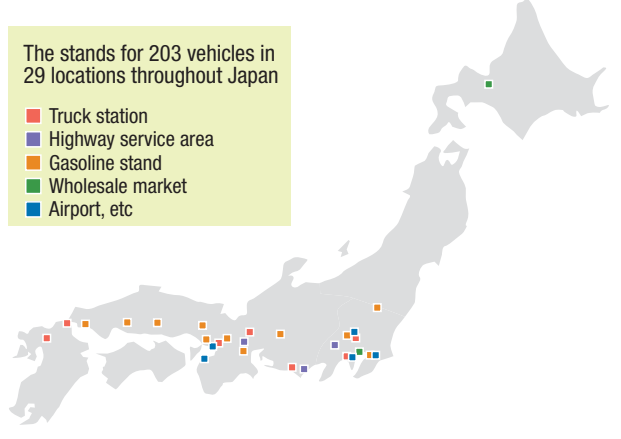 The stands for 203 vehicles in
29 locations throughout Japan
Truck station
Highway service area
Gasoline stand
Wholesale market
Airport, etc